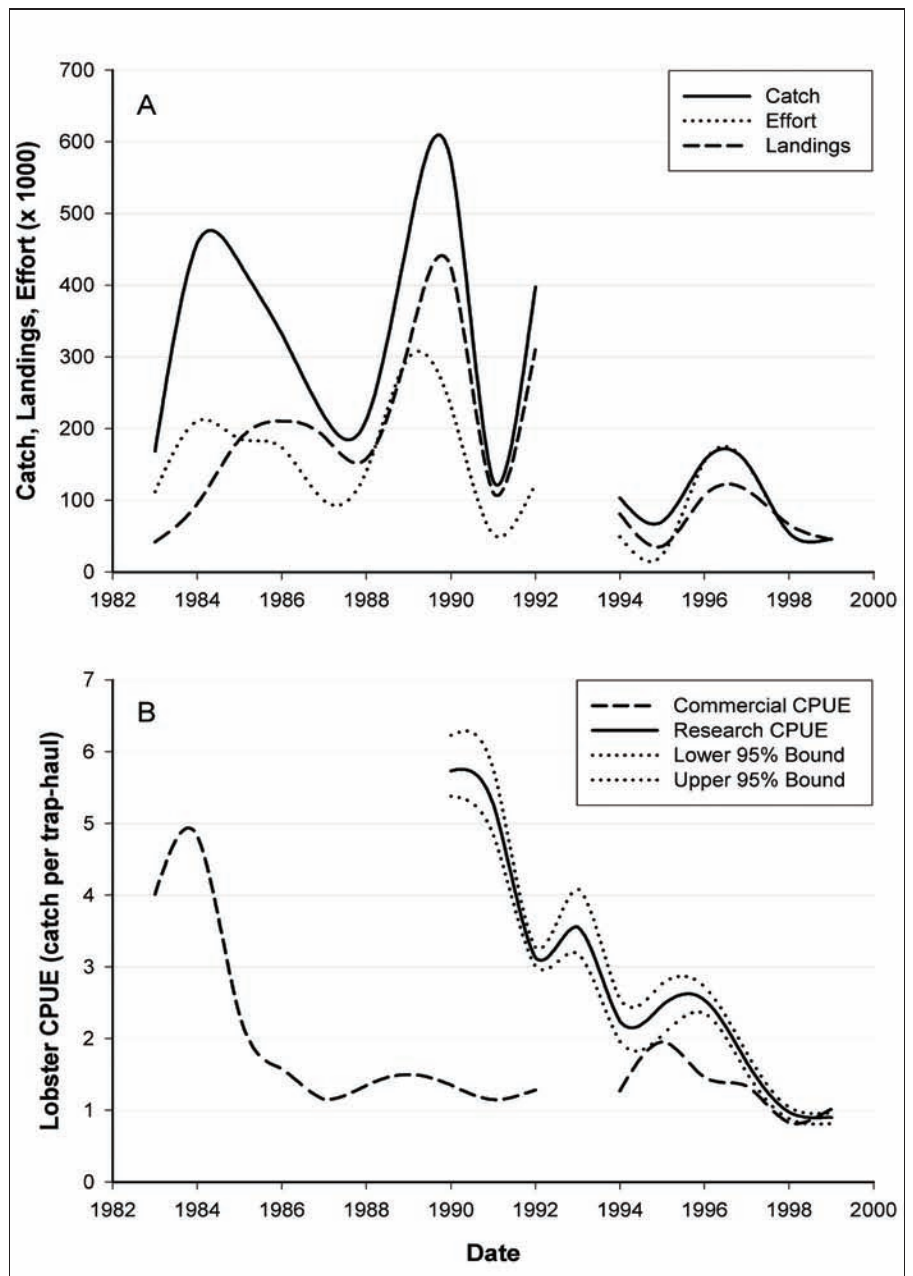 A
Catch
Effort
Landings
Catch, Landings, Effort (x 1000)
700
600
500
400
300
200
100
0
1982 1984 1986 1988 1990 1992 1994 1996 1998 2000
B
Commercial CPUE
Research CPUE
Lower 95% Bound
Upper 95% Bound
Lobster CPUE (catch per trap-haul)
7
6
5
4
3
2
1
0
1982 1984 1986 1988 1990 1992 1994 1996 1998 2000
Date